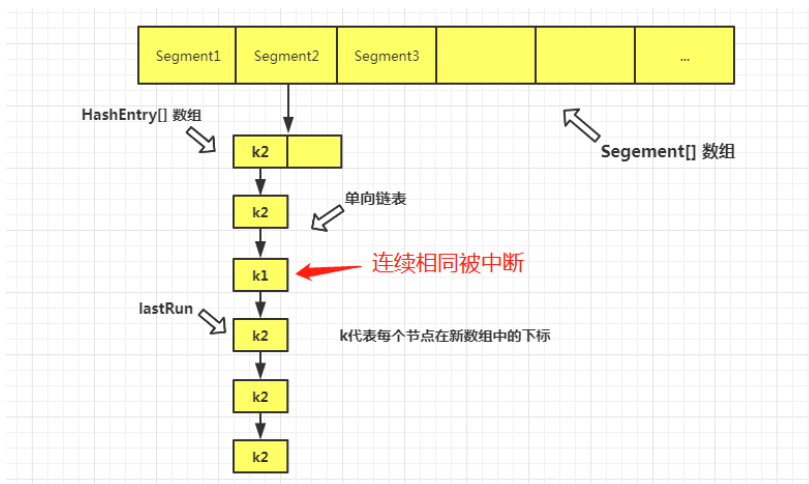 Segment1 Segment2 Segment3 ...
HashEntry[] 数组
Segement[] 数组
k2
单向链表
k2
连续相同被中断
k1
lastRun
k2
k代表每个节点在新数组中的下标
k2
k2